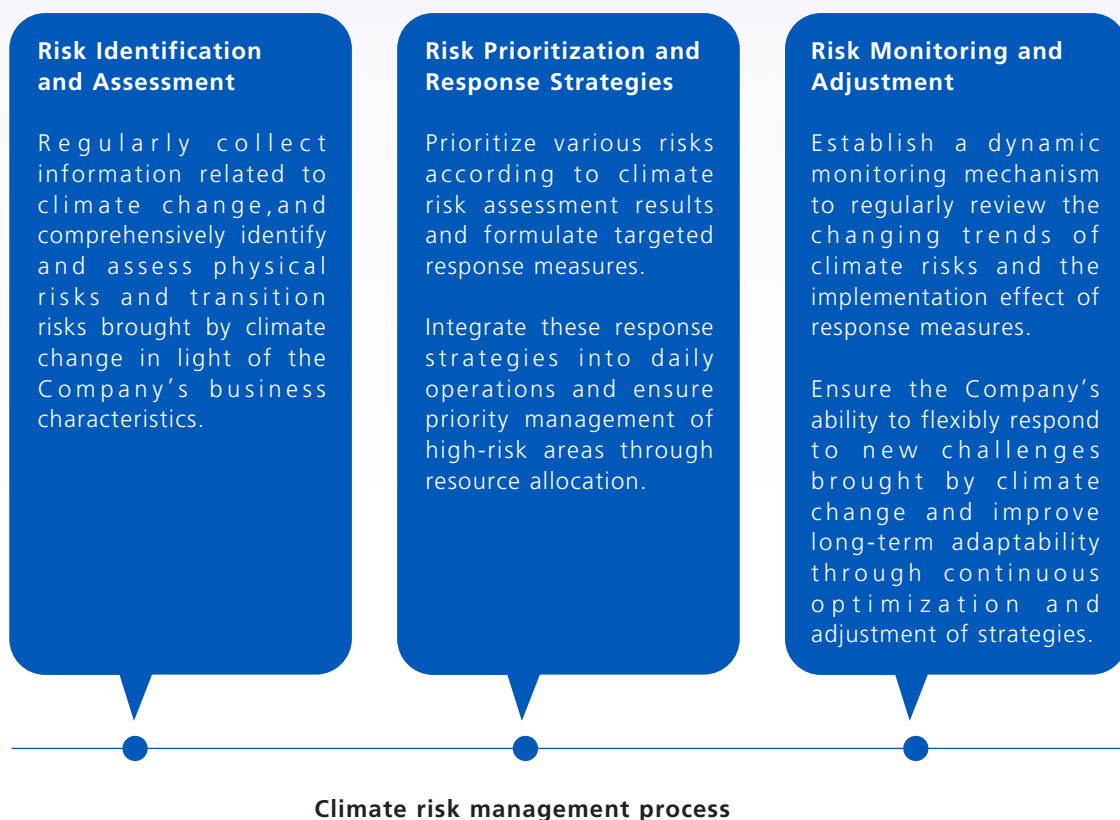 Risk Identification
and Assessment
Regularly collect
information related to
climate change,and
comprehensively identify
and assess physical
risks and transition
risks brought by climate
change in light of the
Company's business
characteristics.
Risk Prioritization and
Response Strategies
Prioritize various risks
according to climate
risk assessment results
and formulate targeted
response measures.
Integrate these response
strategies into daily
operations and ensure
priority management of
high-risk areas through
resource allocation.
Risk Monitoring and
Adjustment
Establish a dynamic
monitoring mechanism
to regularly review the
changing trends of
climate risks and the
implementation effect of
response measures.
Ensure the Company's
ability to flexibly respond
to new challenges
brought by climate
change and improve
long-term adaptability
through continuous
optimization and
adjustment of strategies.
Climate risk management process